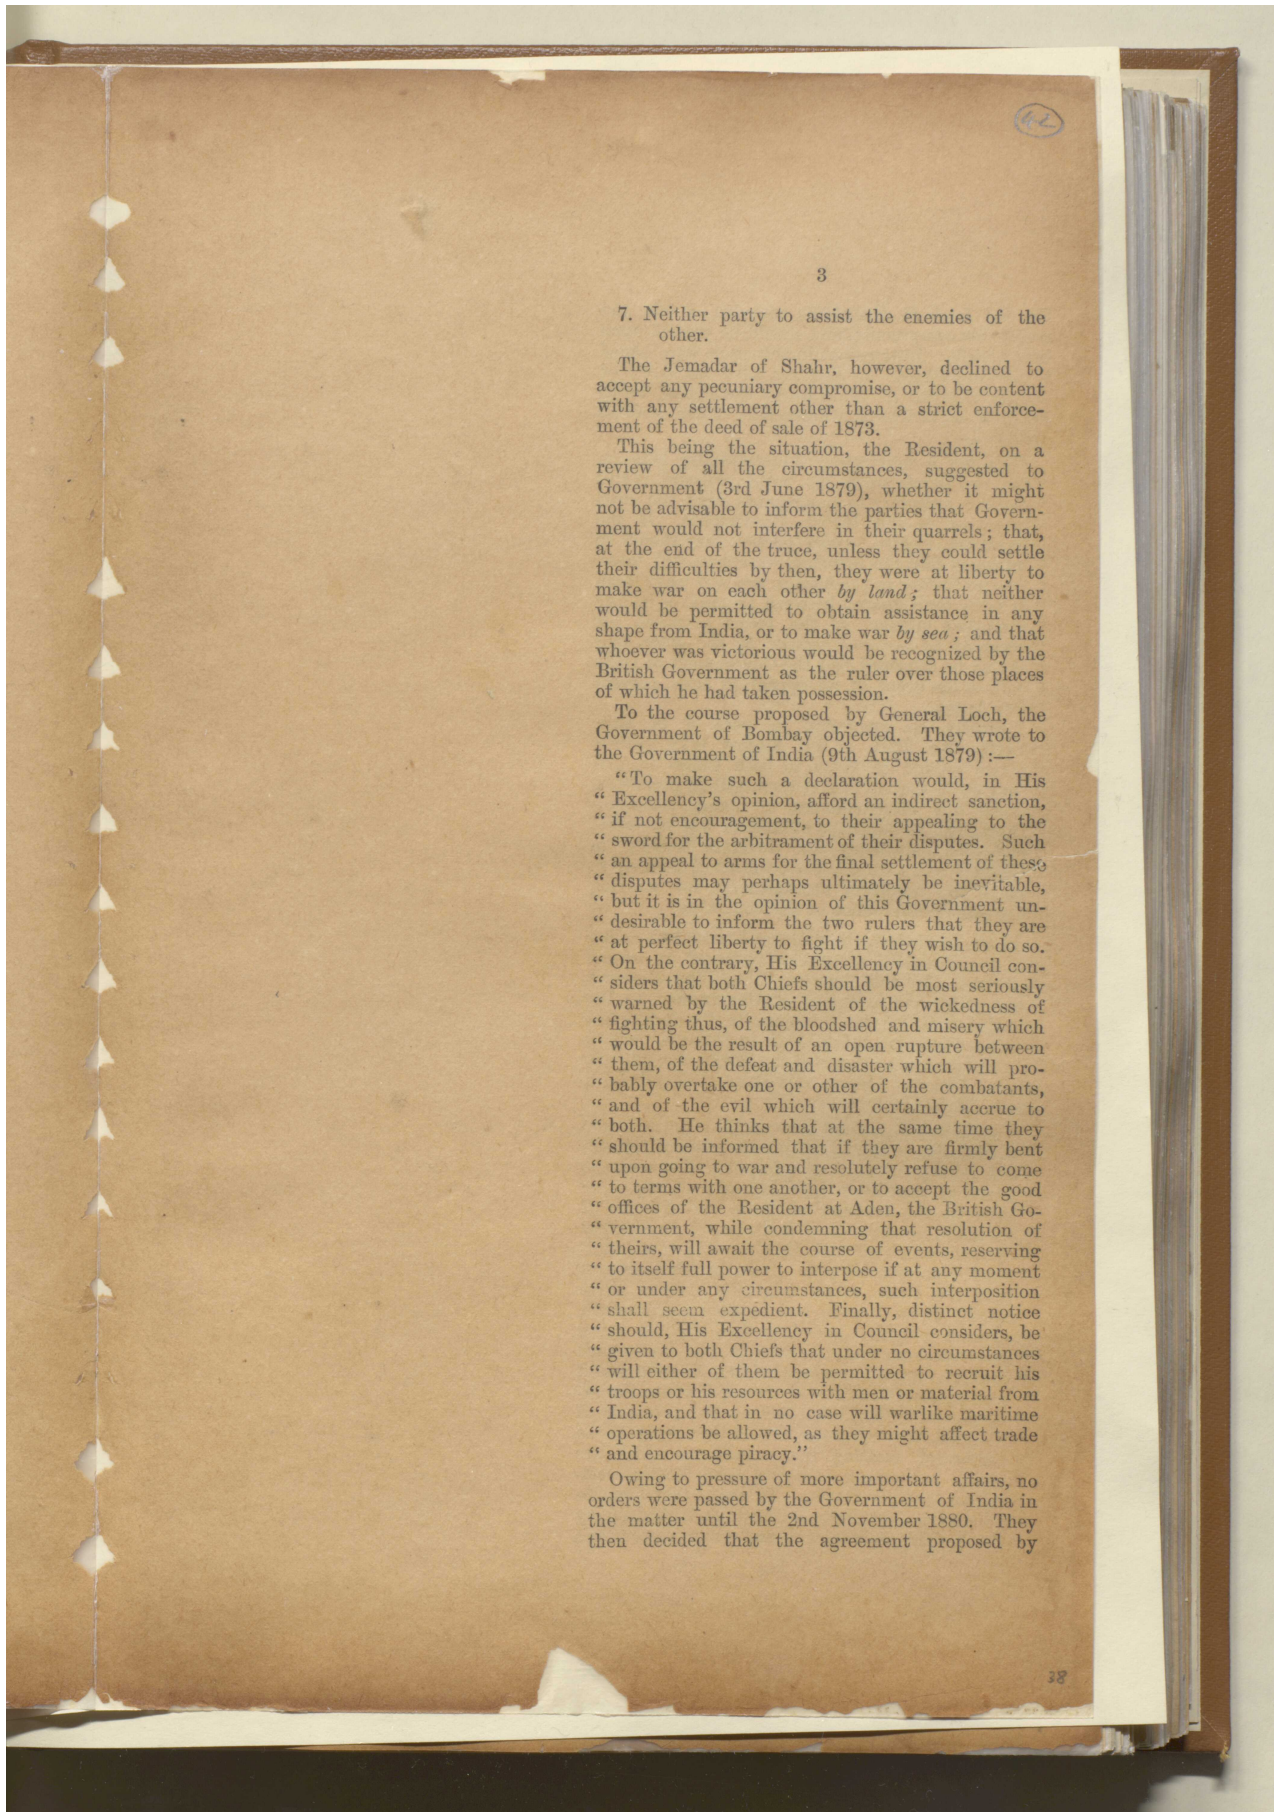 42
3
7. Neither party to assist the enemies of the
other.
The Jemadar of Shahr, however, declined to
accept any pecuniary compromise, or to be content
with any settlement other than a strict enforce-
ment of the deed of sale of 1873.
This being the situation, the Resident, on a
review of all the circumstances, suggested to
Government (3rd June 1879), whether it might
not be advisable to inform the parties that Govern-
ment would not interfere in their quarrels; that,
at the end of the truce, unless they could settle
their difficulties by then, they were at liberty to
make war on each other by land; that neither
would be permitted to obtain assistance in any
shape from India, or to make war by sea; and that
whoever was victorious would be recognized by the
British Government as the ruler over those places
of which he had taken possession.
To the course proposed by General Loch, the
Government of Bombay objected. They wrote to
the Government of India (9th August 1879) :—
"To make such a declaration would, in His
" Excellency's opinion, afford an indirect sanction,
" if not encouragement, to their appealing to the
" sword for the arbitrament of their disputes. Such
" an appeal to arms for the final settlement of these
" disputes may perhaps ultimately be inevitable,
" but it is in the opinion of this Government un-
" desirable to inform the two rulers that they are
" at perfect liberty to fight if they wish to do so.
" On the contrary, His Excellency in Council con-
" siders that both Chiefs should be most seriously
" warned by the Resident of the wickedness of
" fighting thus, of the bloodshed and misery which
" would be the result of an open rupture between
" them, of the defeat and disaster which will pro-
" bably overtake one or other of the combatants,
" and of the evil which will certainly accrue to
" both. He thinks that at the same time they
" should be informed that if they are firmly bent
" upon going to war and resolutely refuse to come
" to terms with one another, or to accept the good
" offices of the Resident at Aden, the British Go-
" vernment, while condemning that resolution of
" theirs, will await the course of events, reserving
" to itself full power to interpose if at any moment
" or under any circumstances, such interposition
" shall seem expedient. Finally, distinct notice
" should, His Excellency in Council considers, be
" given to both Chiefs that under no circumstances
" will either of them be permitted to recruit his
" troops or his resources with men or material from
" India, and that in no case will warlike maritime
" operations be allowed, as they might affect trade
" and encourage piracy."
Owing to pressure of more important affairs, no
orders were passed by the Government of India in
the matter until the 2nd November 1880. They
then decided that the agreement proposed by
38